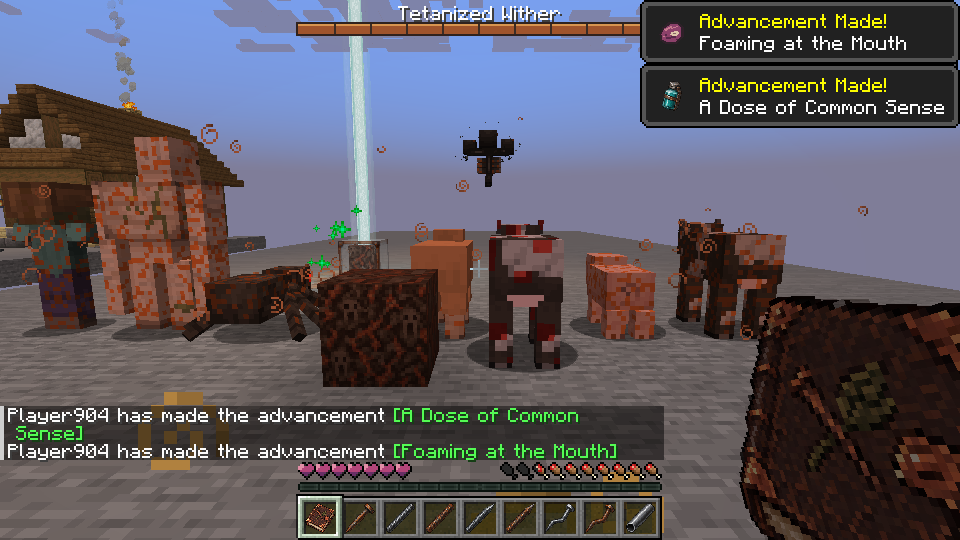 Tetanized Wither
Advancement Made!
Foaming at the Mouth
Advancement Made!
A Dose of Common Sense
Player904 has made the advancement [A Dose of Common
Sense]
Player904 has made the advancement [Foaming at the Mouth]